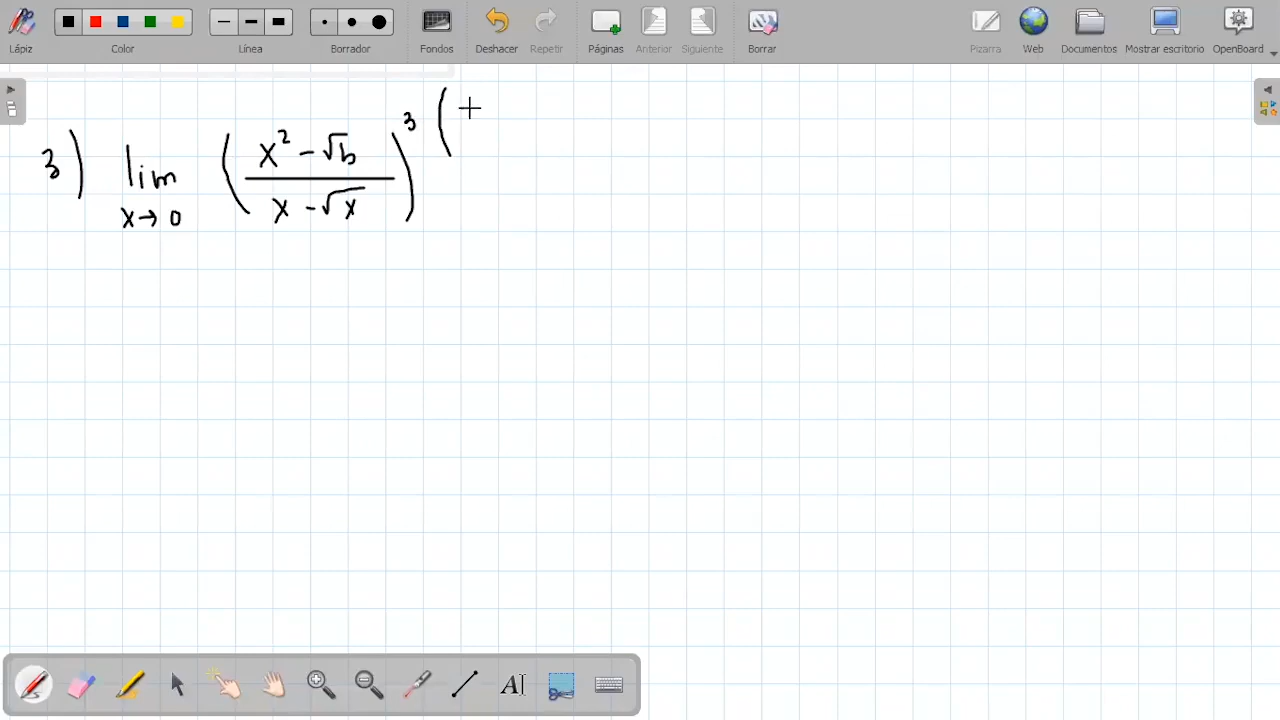 Lápiz Color Línea Borrador Fondos Deshacer Repetir Páginas Anterior Siguiente Borrar Pizarra Web Documentos Mostrar escritorio OpenBoard
3) lim x→0 ( (x² - √b) / (x - √x) )³ (